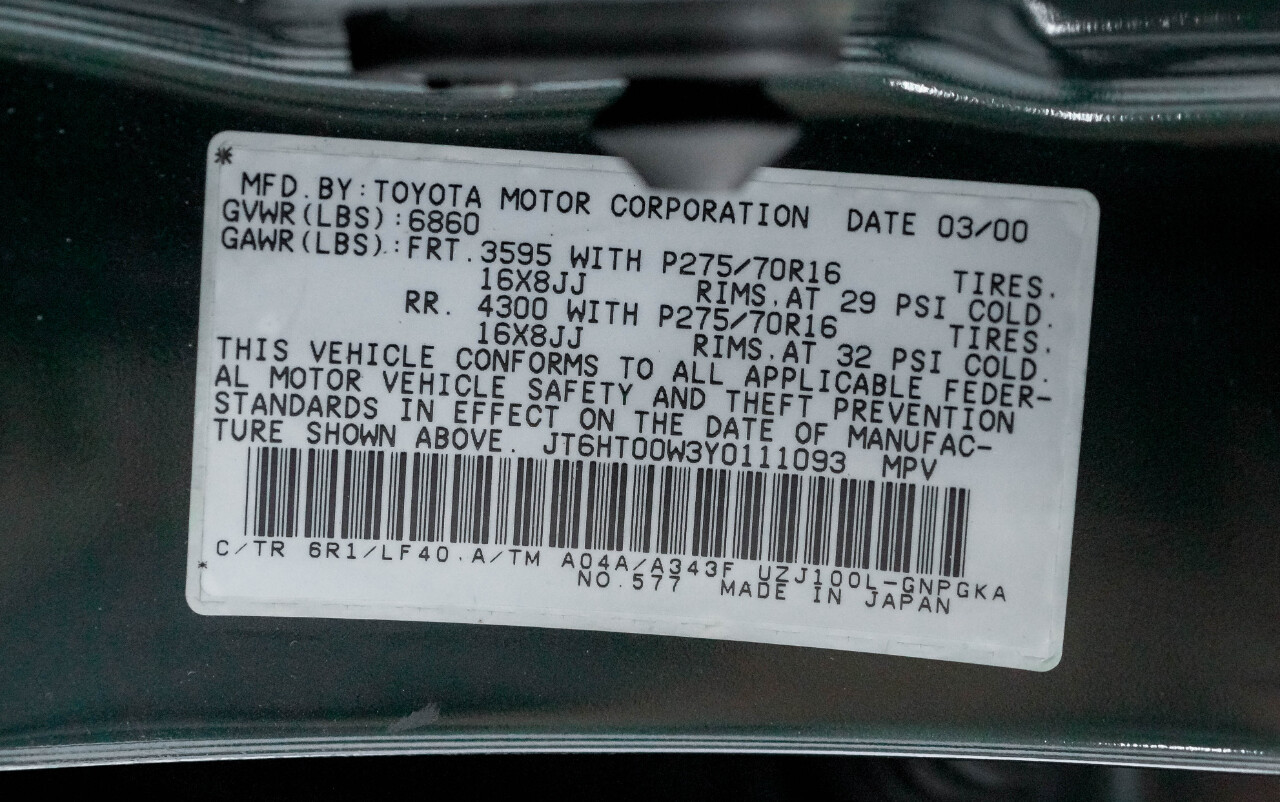 *
MFD.BY:TOYOTA MOTOR CORPORATION DATE 03/00
GVWR(LBS):6860
GAWR(LBS):FRT.3595 WITH P275/70R16 TIRES.
16X8JJ RIMS.AT 29 PSI COLD.
RR. 4300 WITH P275/70R16 TIRES.
16X8JJ RIMS.AT 32 PSI COLD.
THIS VEHICLE CONFORMS TO ALL APPLICABLE FEDER-
AL MOTOR VEHICLE SAFETY AND THEFT PREVENTION
STANDARDS IN EFFECT ON THE DATE OF MANUFAC-
TURE SHOWN ABOVE. JT6HT00W3Y0111093 MPV
C/TR 6R1/LF40.A/TM A04A/A343F UZJ100L-GNPGKA
* NO.577 MADE IN JAPAN